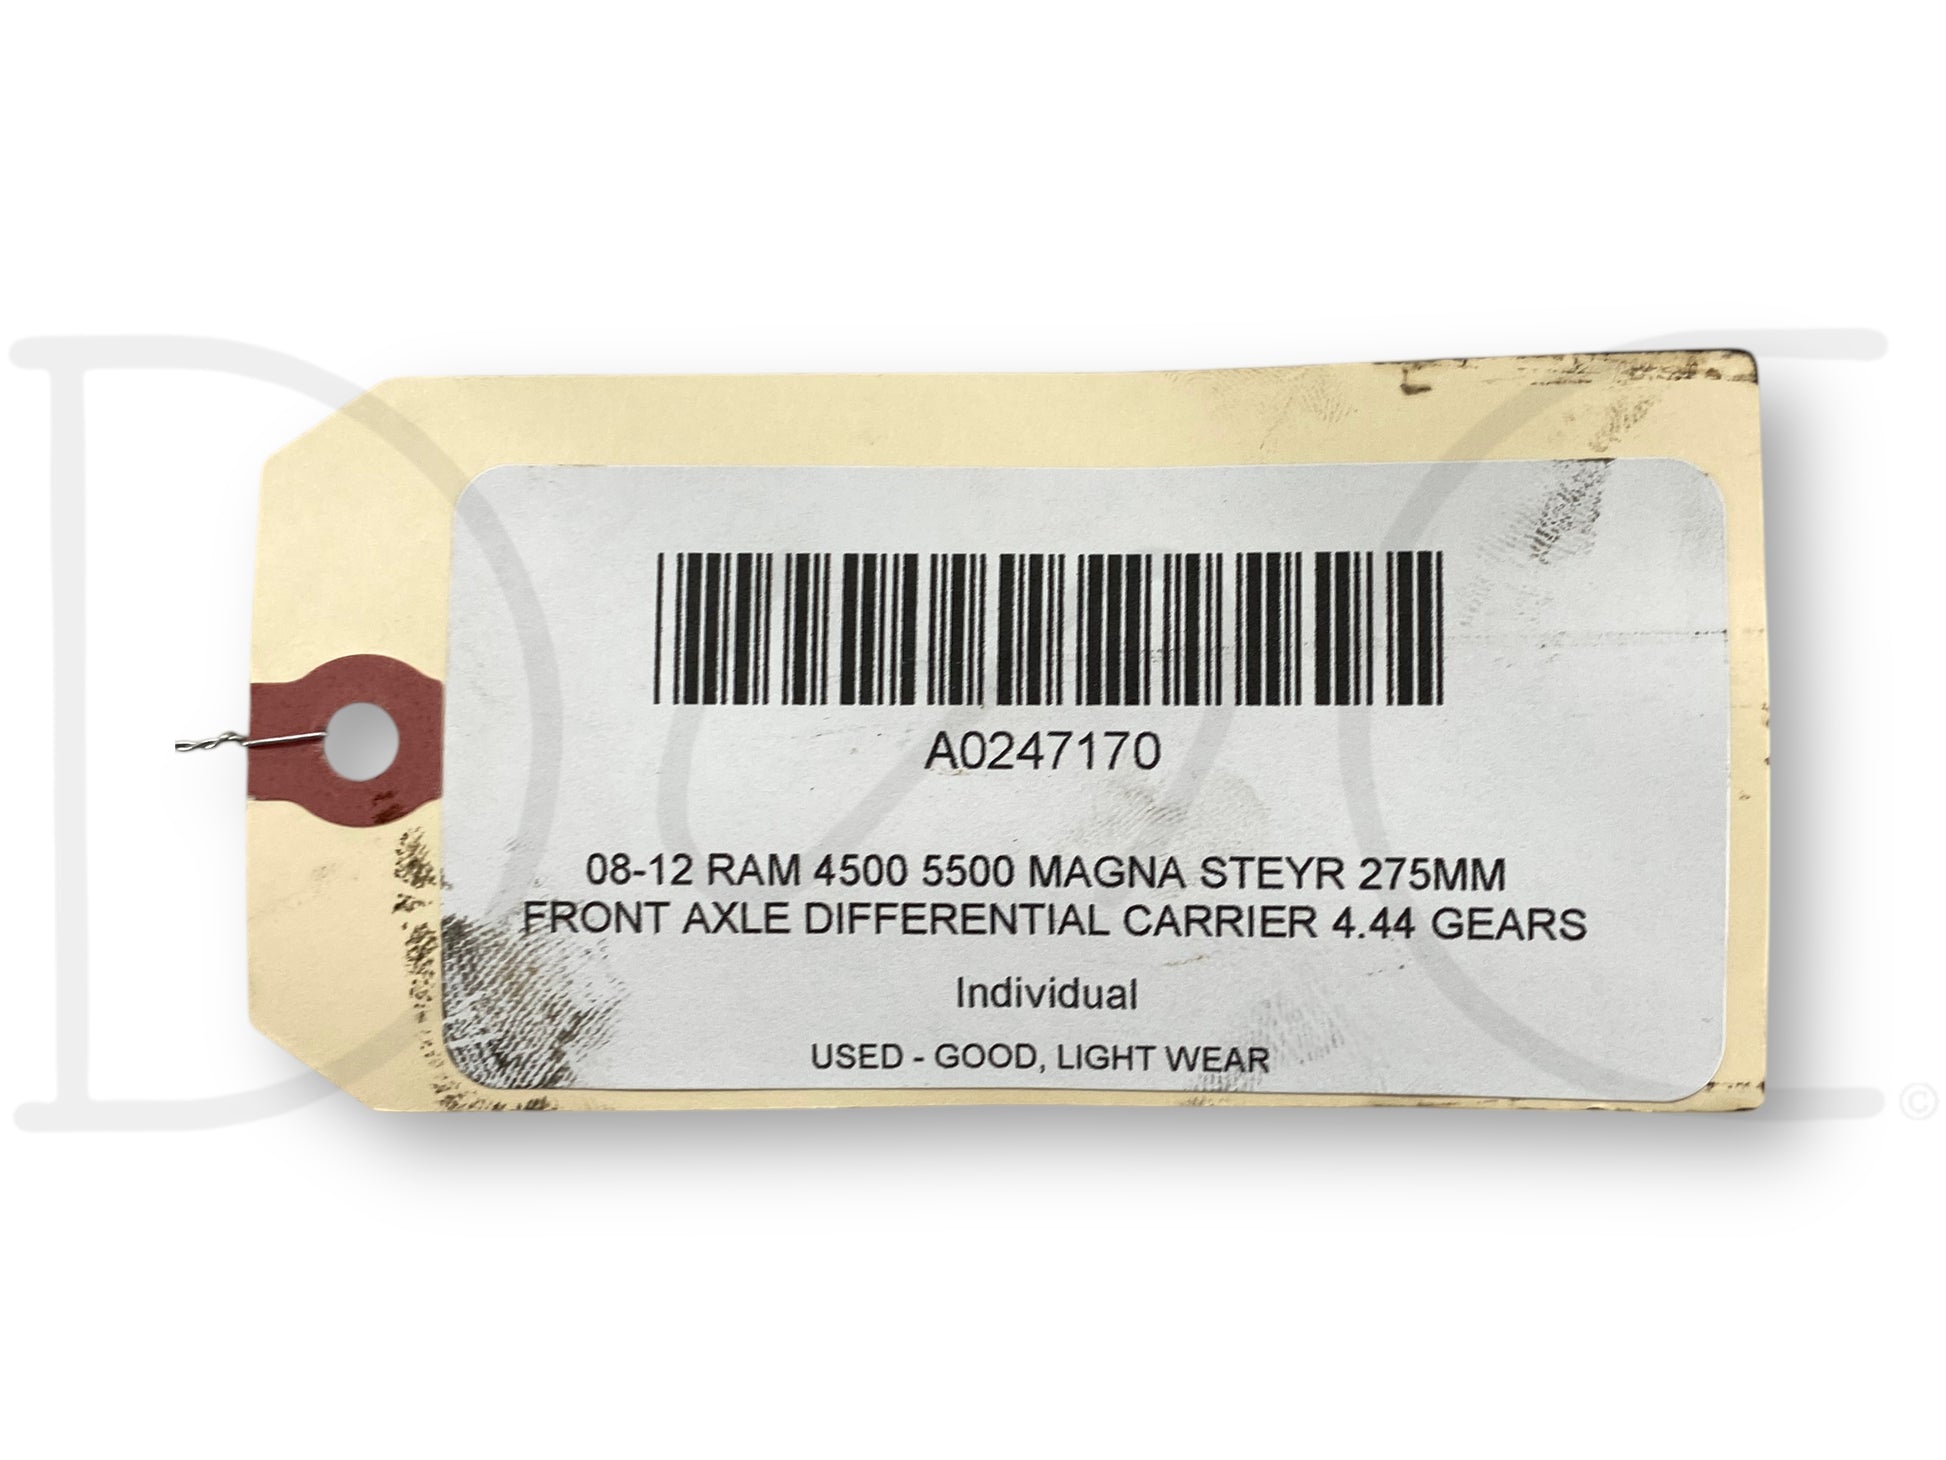 A0247170
08-12 RAM 4500 5500 MAGNA STEYR 275MM
FRONT AXLE DIFFERENTIAL CARRIER 4.44 GEARS
Individual
USED - GOOD, LIGHT WEAR
©